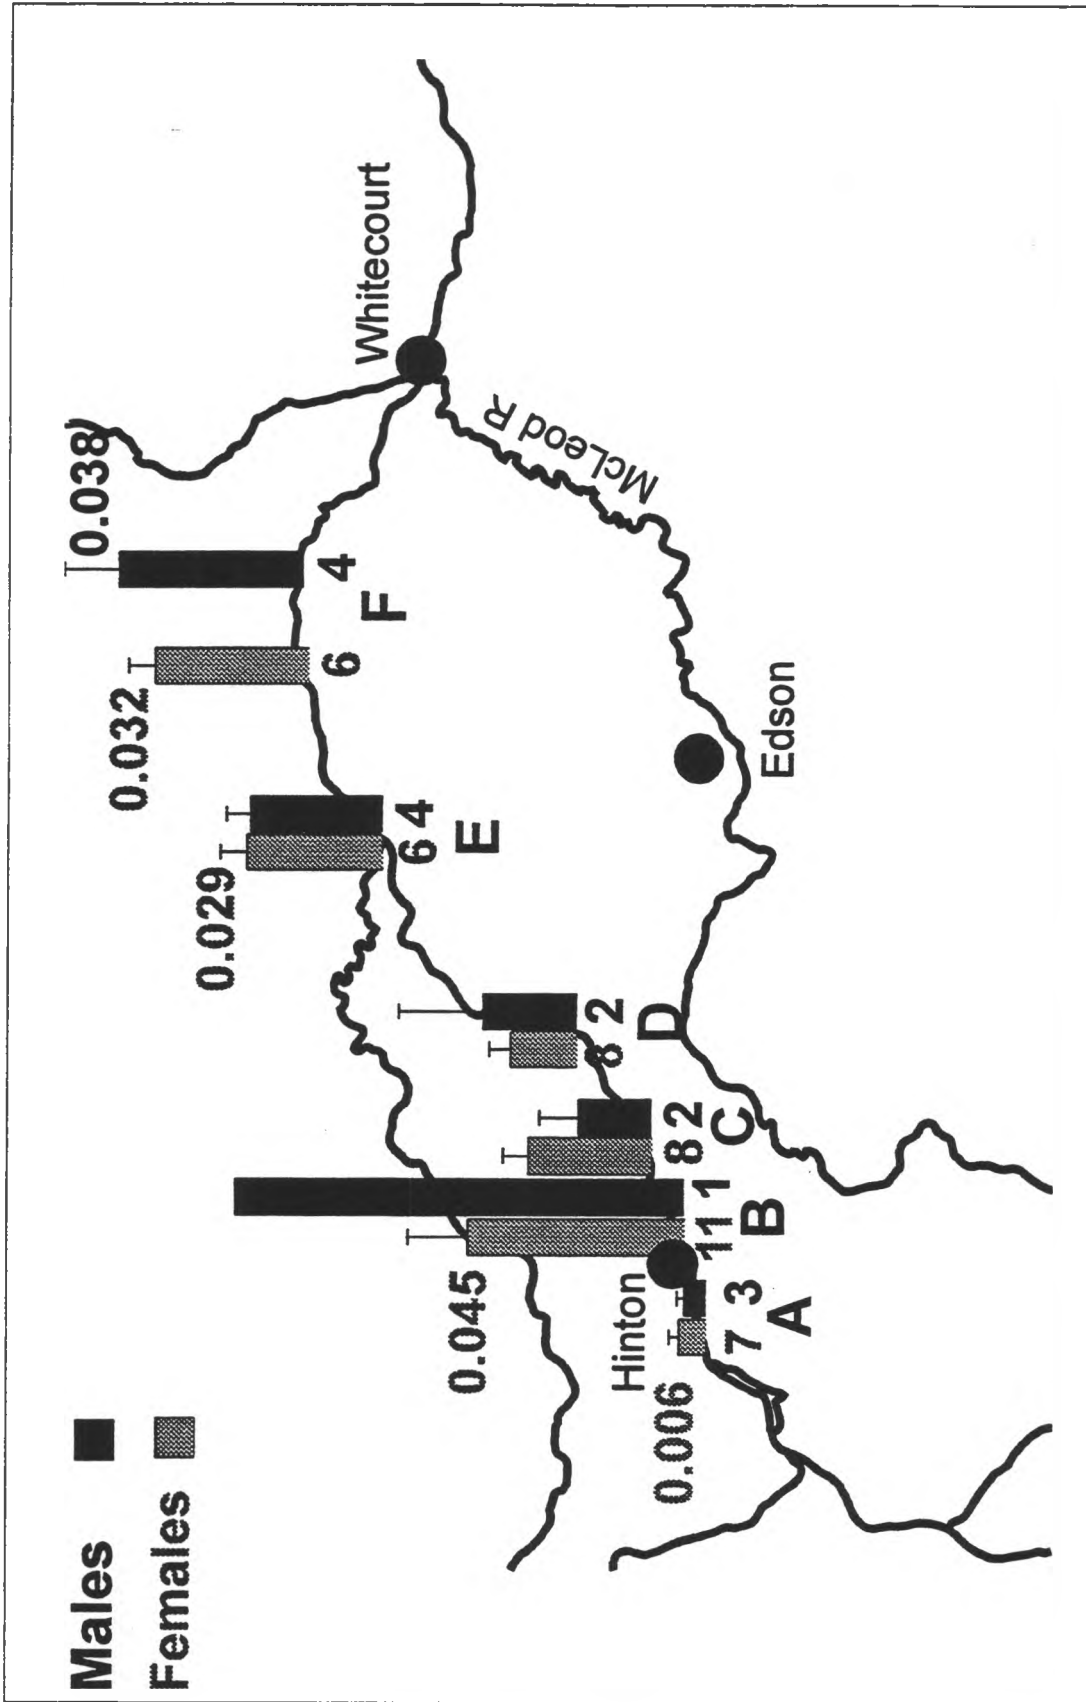 Males
Females
0.006
Hinton
7 3
A
0.045
11 1
B
8 2
C
8 2
D
0.029
6 4
E
0.032
6
4
F
0.038
Whitecourt
McLeod R
Edson